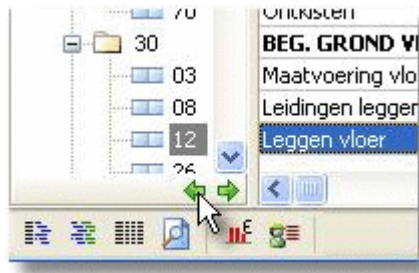 70 Ontkisten
30 BEG. GROND V
03 Maatvoering vlo
08 Leidingen legger
12 Leggen vloer
26